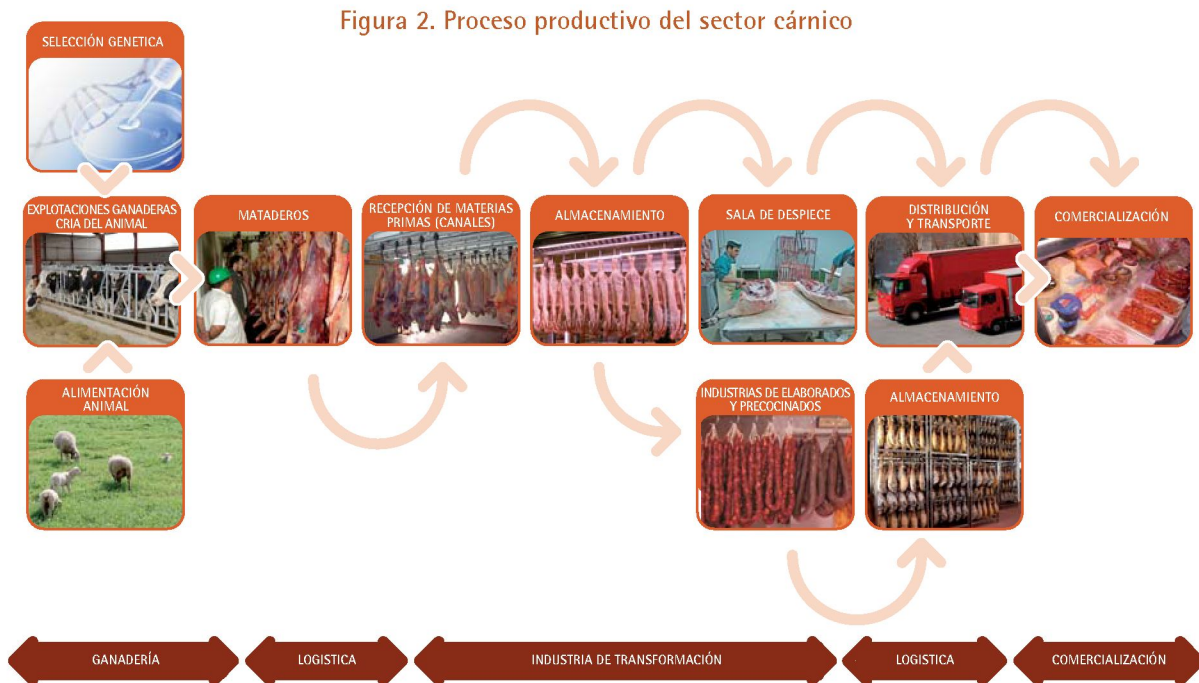 Figura 2. Proceso productivo del sector cárnico
SELECCIÓN GENETICA
EXPLOTACIONES GANADERAS
CRIA DEL ANIMAL
MATADEROS
RECEPCIÓN DE MATERIAS
PRIMAS (CANALES)
ALMACENAMIENTO
SALA DE DESPIECE
DISTRIBUCIÓN
Y TRANSPORTE
COMERCIALIZACIÓN
ALIMENTACIÓN
ANIMAL
INDUSTRIAS DE ELABORADOS
Y PRECOCINADOS
ALMACENAMIENTO
GANADERÍA
LOGISTICA
INDUSTRIA DE TRANSFORMACIÓN
LOGISTICA
COMERCIALIZACIÓN